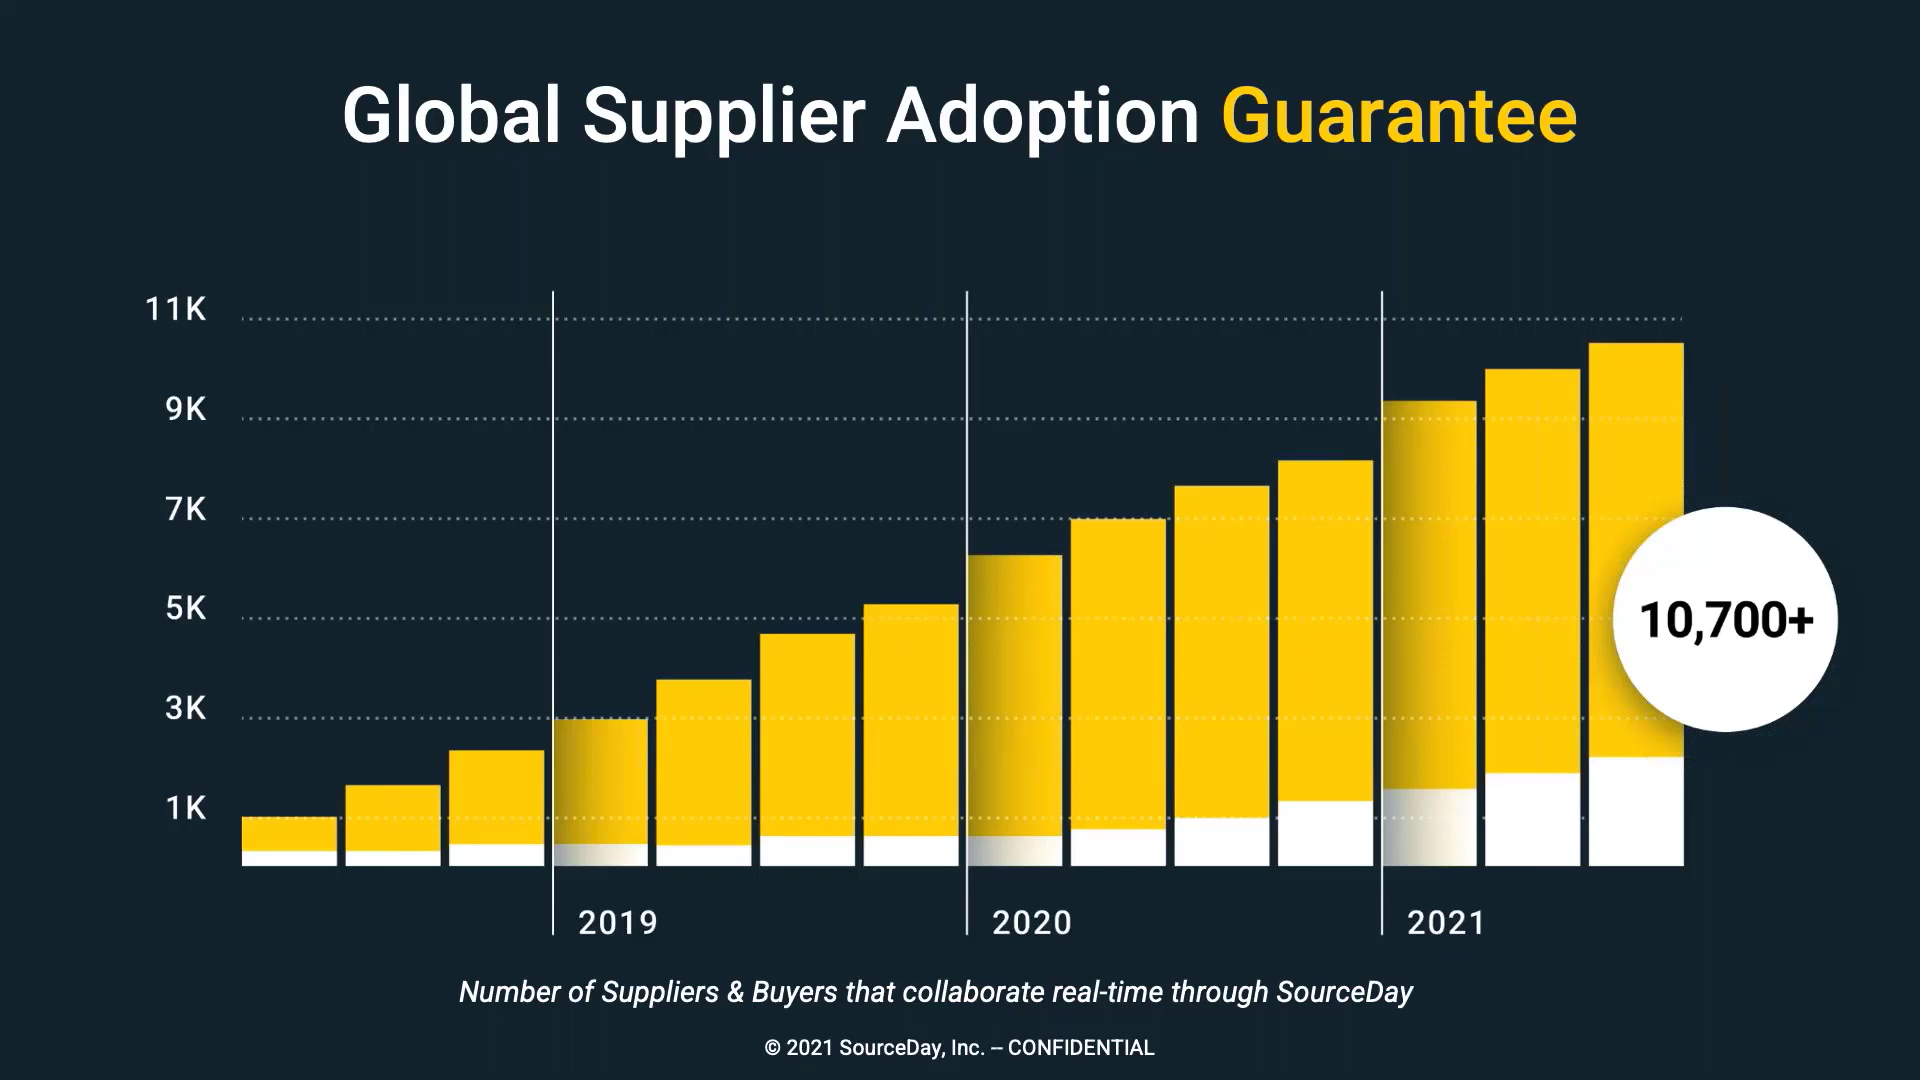 Global Supplier Adoption Guarantee
11K
9K
7K
5K
3K
1K
10,700+
2019
2020
2021
Number of Suppliers & Buyers that collaborate real-time through SourceDay
© 2021 SourceDay, Inc. – CONFIDENTIAL